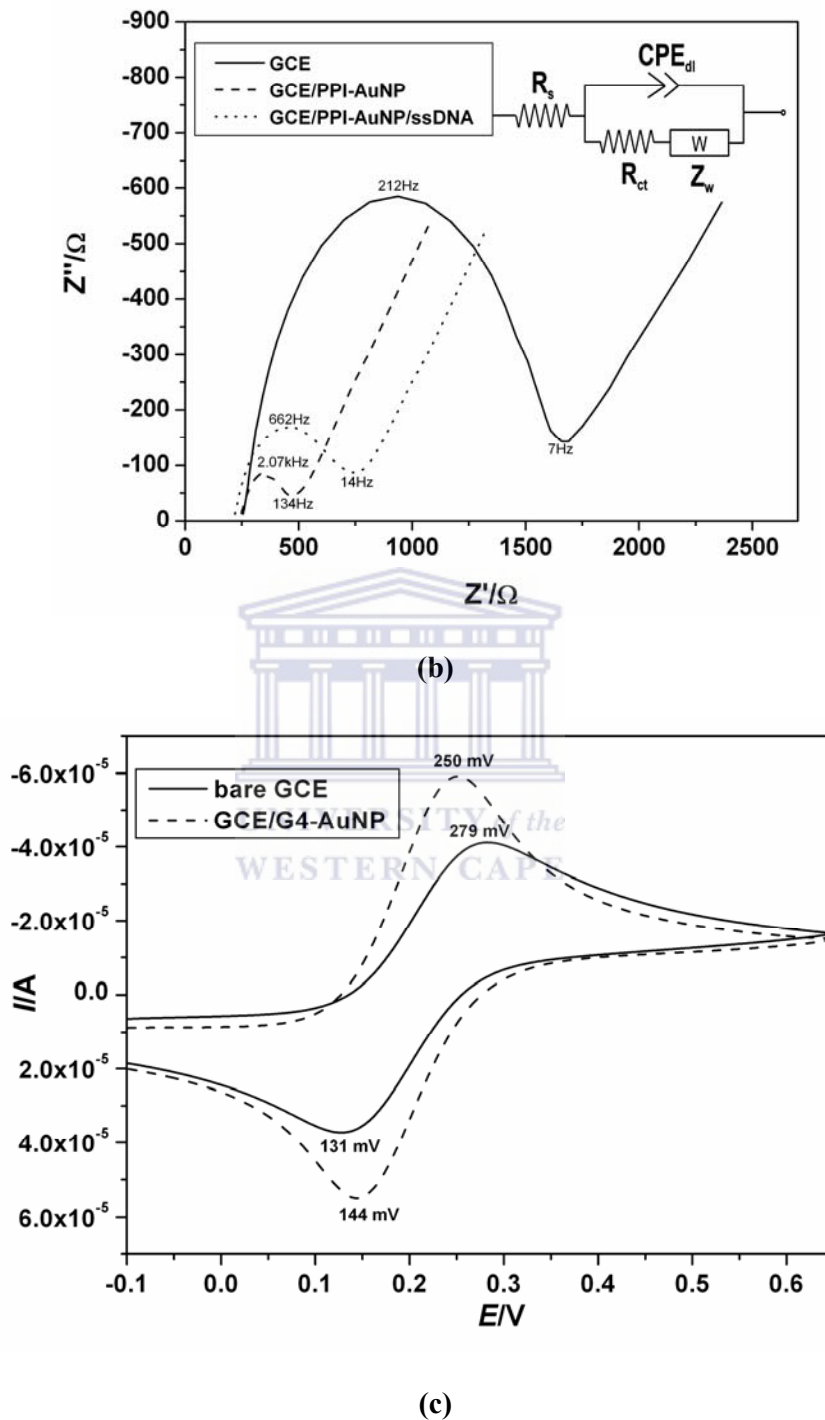 -900
-800
-700
-600
-500
-400
-300
-200
-100
0
Z''/Ω
GCE
GCE/PPI-AuNP
GCE/PPI-AuNP/ssDNA
CPEdl
Rs
W
Rct
Zw
212Hz
662Hz
2.07kHz
134Hz
14Hz
7Hz
0 500 1000 1500 2000 2500
Z'/Ω
(b)
-6.0x10-5
-4.0x10-5
-2.0x10-5
0.0
2.0x10-5
4.0x10-5
6.0x10-5
I/A
bare GCE
GCE/G4-AuNP
250 mV
279 mV
UNIVERSITY of the
WESTERN CAPE
131 mV
144 mV
-0.1 0.0 0.1 0.2 0.3 0.4 0.5 0.6
E/V
(c)